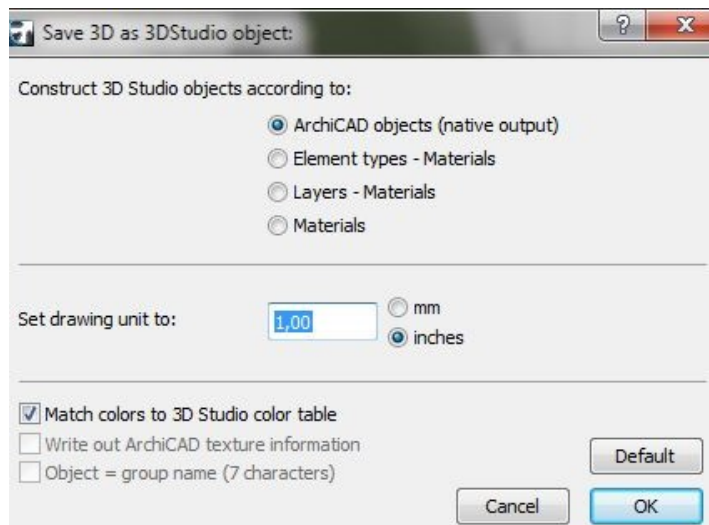 Save 3D as 3DStudio object:
?
X
Construct 3D Studio objects according to:
ArchiCAD objects (native output)
Element types - Materials
Layers - Materials
Materials
Set drawing unit to:
1,00
mm
inches
Match colors to 3D Studio color table
Write out ArchiCAD texture information
Object = group name (7 characters)
Default
Cancel
OK